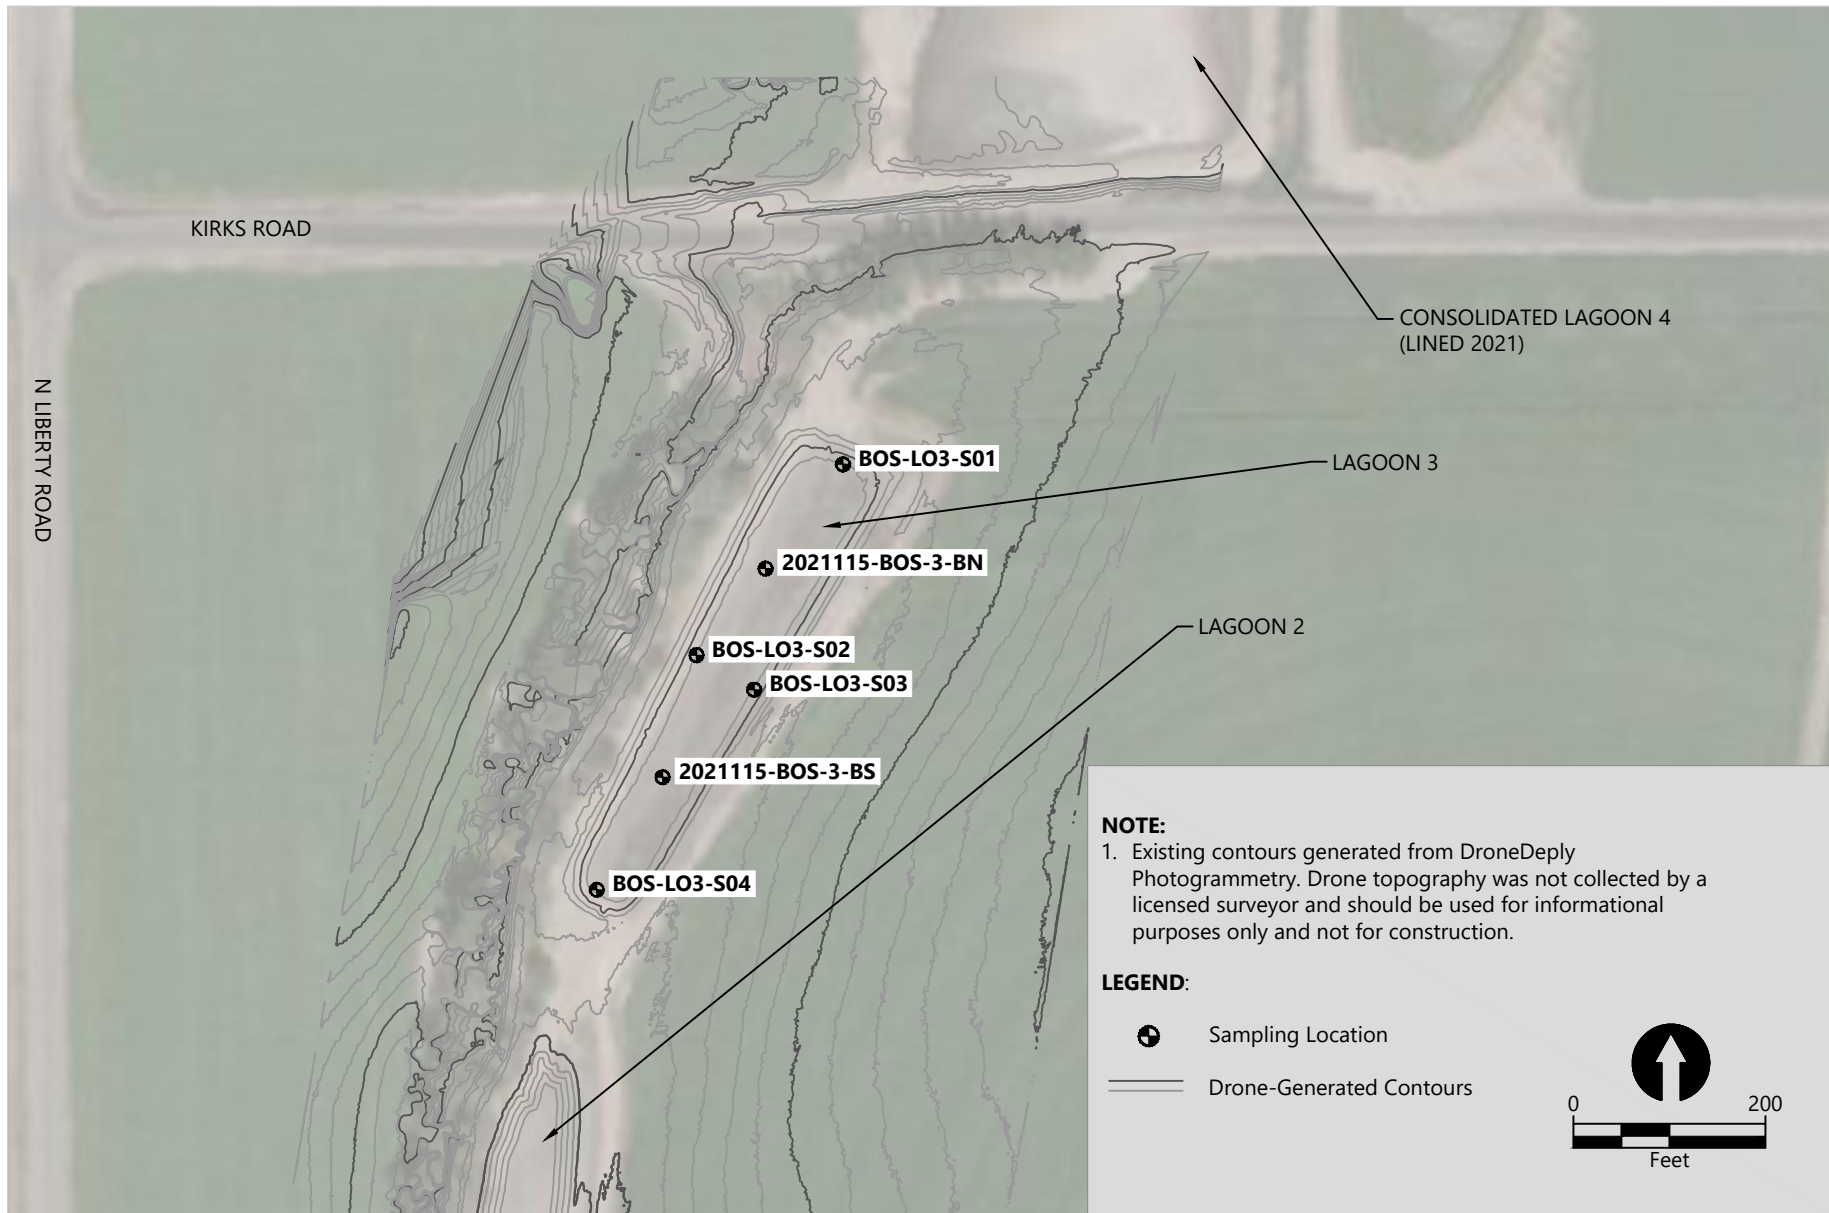 KIRKS ROAD
N LIBERTY ROAD
CONSOLIDATED LAGOON 4
(LINED 2021)
BOS-LO3-S01
LAGOON 3
2021115-BOS-3-BN
LAGOON 2
BOS-LO3-S02
BOS-LO3-S03
2021115-BOS-3-BS
BOS-LO3-S04
NOTE:
1. Existing contours generated from DroneDeply
Photogrammetry. Drone topography was not collected by a
licensed surveyor and should be used for informational
purposes only and not for construction.
LEGEND:
Sampling Location
Drone-Generated Contours
0 200
Feet